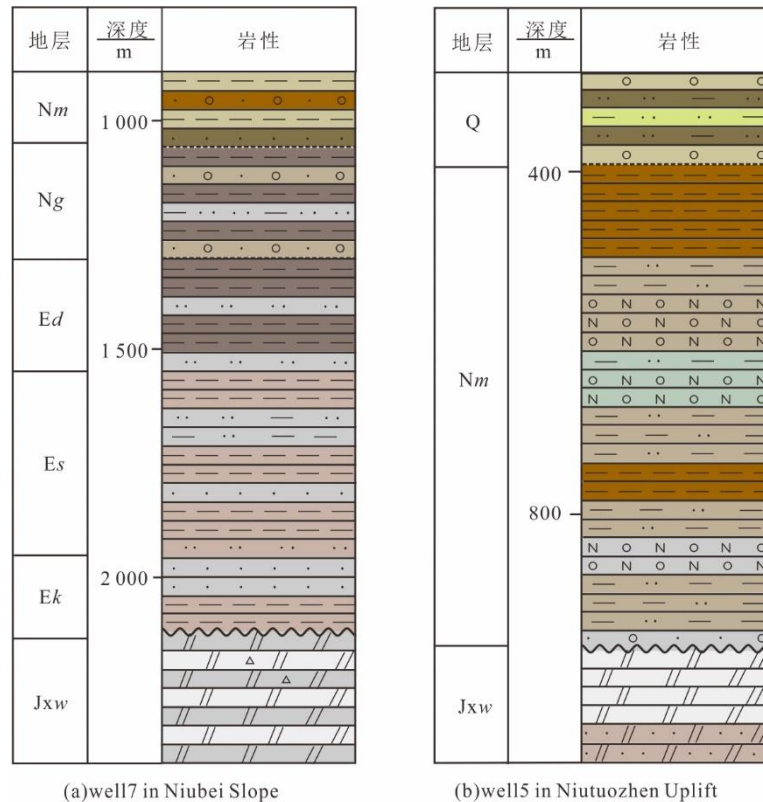 地层 深度 岩性
m
Nm
1 000
Ng
Ed
1 500
Es
Ek
2 000
Jxw
(a)well7 in Niubei Slope
地层 深度 岩性
m
Q
400
Nm
N N N N
N N N N
N N N N
N N N N
N N N N
800
N N N N
N N N N
Jxw
(b)well5 in Niutuozhen Uplift